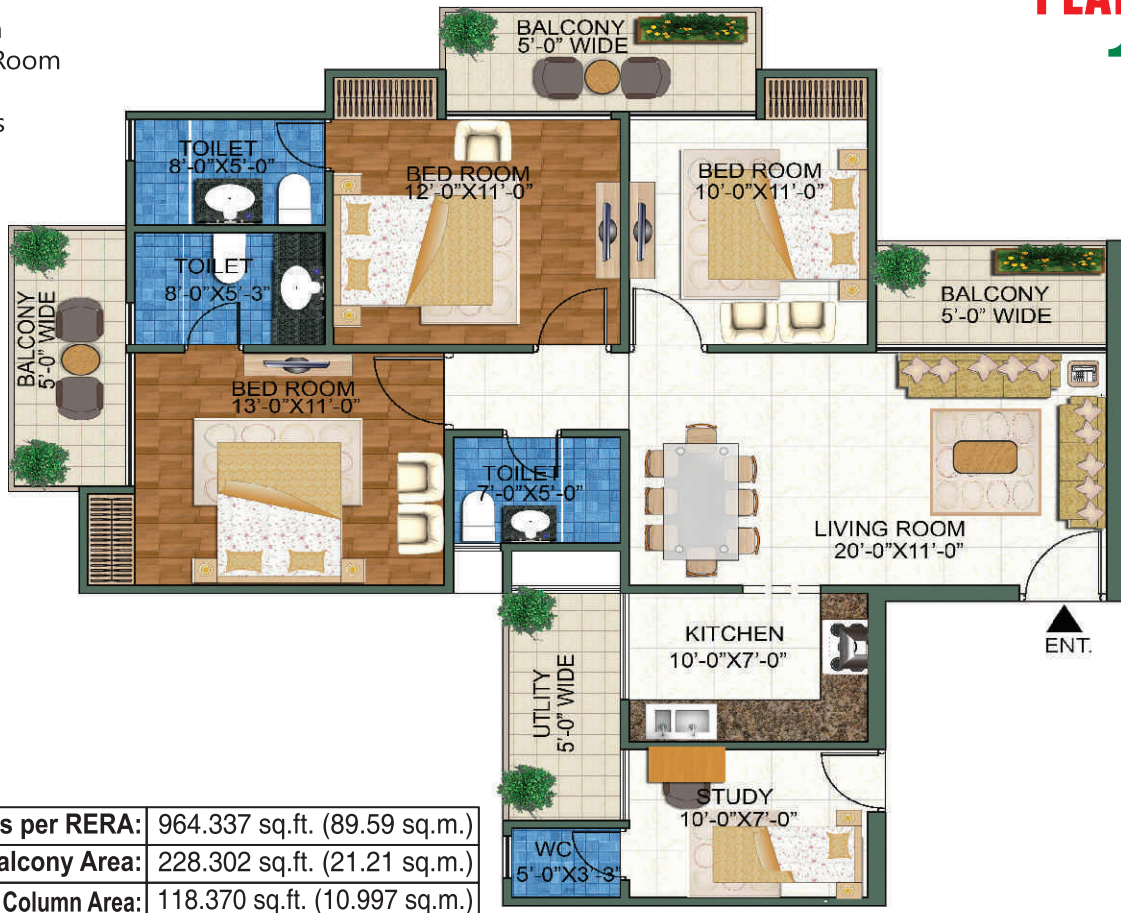 Room
BALCONY
5'-0" WIDE
TOILET
8'-0"X5'-0"
BED ROOM
12'-0"X11'-0"
BED ROOM
10'-0"X11'-0"
TOILET
8'-0"X5'-3"
BALCONY
5'-0" WIDE
BALCONY
5'-0" WIDE
BED ROOM
13'-0"X11'-0"
TOILET
7'-0"X5'-0"
LIVING ROOM
20'-0"X11'-0"
ENT.
KITCHEN
10'-0"X7'-0"
UTLITY
5'-0" WIDE
STUDY
10'-0"X7'-0"
WC
5'-0"X3'-3"
s per RERA: 964.337 sq.ft. (89.59 sq.m.)
alcony Area: 228.302 sq.ft. (21.21 sq.m.)
Column Area: 118.370 sq.ft. (10.997 sq.m.)